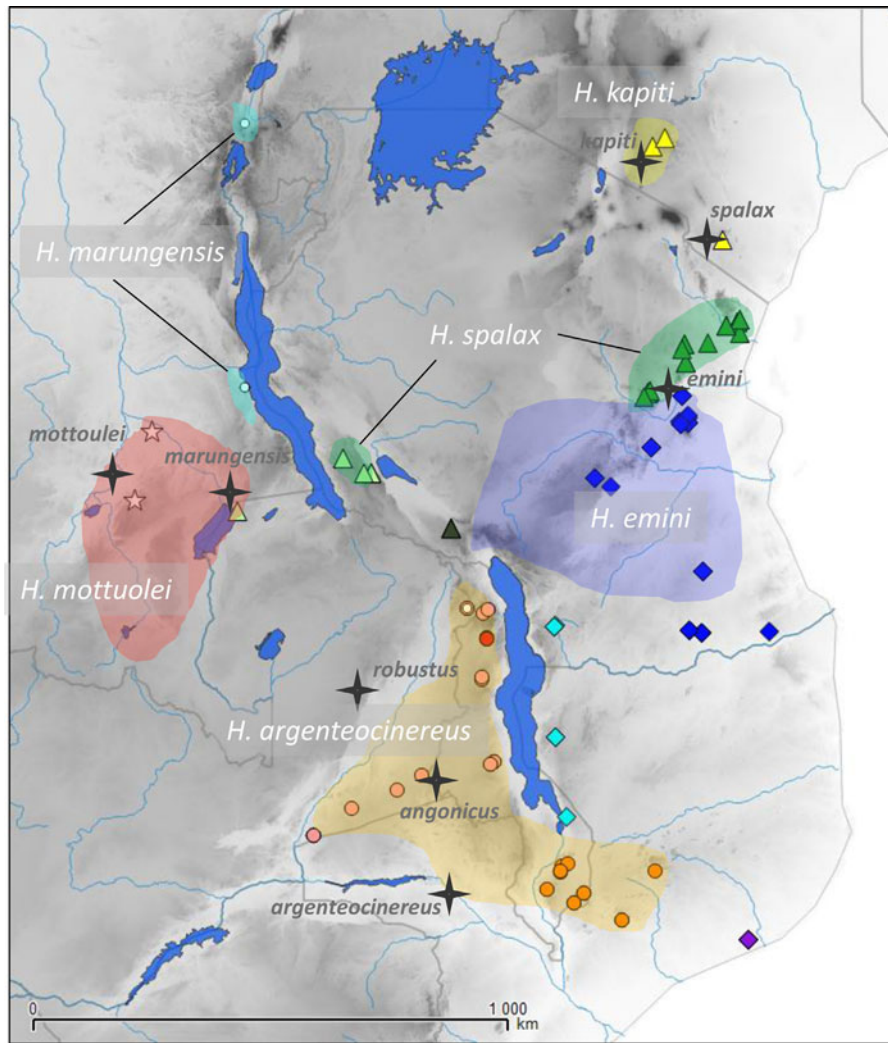 H. kapiti
kapiti
spalax
H. marungensis
H. spalax
emini
mottoulei
marungensis
H. emini
H. mottuolei
robustus
H. argenteocinereus
angonicus
argenteocinereus
0
1 000
km